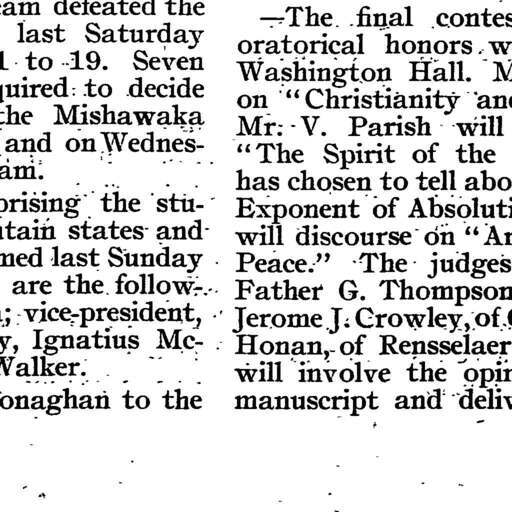 eam defeated the
last Saturday
1 to 19. Seven
quired to decide
the Mishawaka
and on Wednes-
am.
prising the stu-
ntain states and
med last Sunday
are the follow-
; vice-president,
y, Ignatius Mc-
Walker.
onaghan to the
—The final contes
oratorical honors w
Washington Hall. M
on "Christianity and
Mr. V. Parish will
"The Spirit of the
has chosen to tell abo
Exponent of Absoluti
will discourse on "Ar
Peace." The judges
Father G. Thompson
Jerome J. Crowley, of
Honan, of Rensselaer
will involve the opin
manuscript and deliv